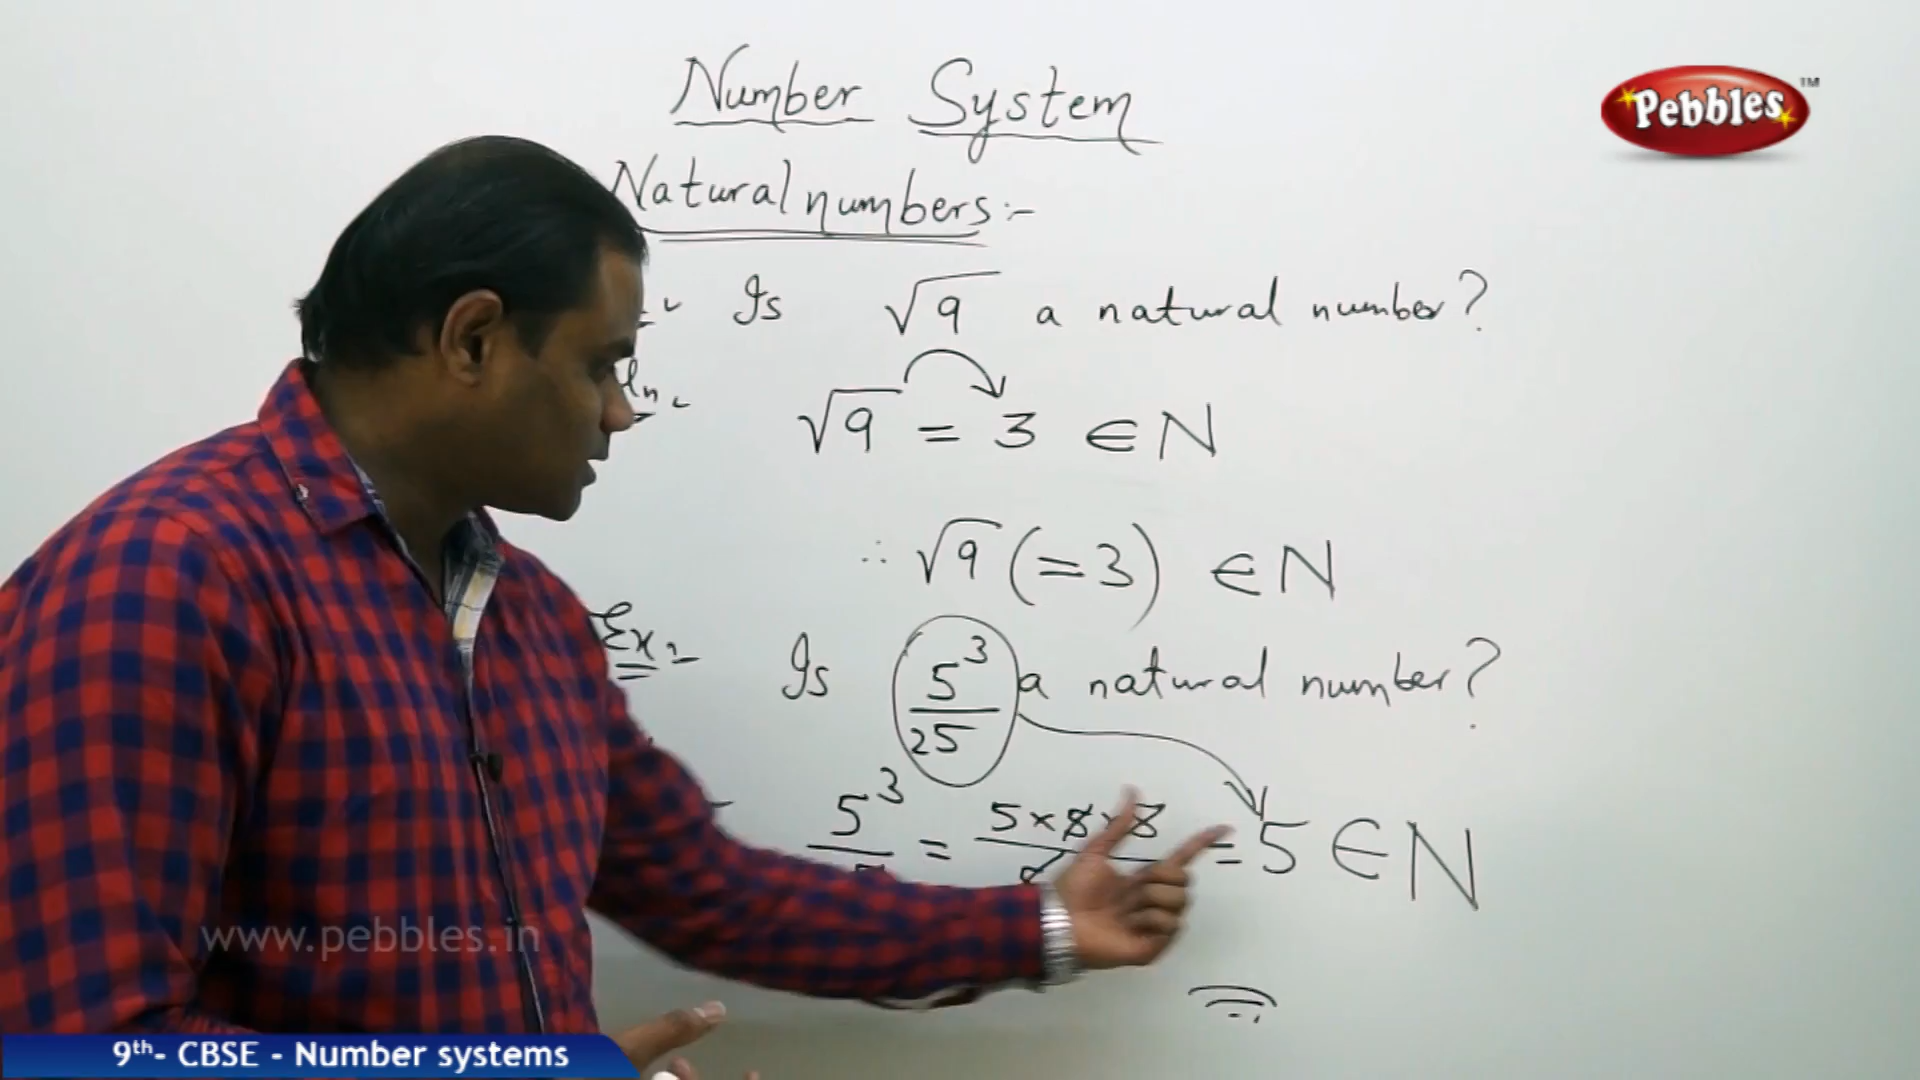 Number System
Pebbles™
Natural numbers:-
Is √9 a natural number?
√9 = 3 ∈ N
∴ √9 (=3) ∈ N
Ex:- Is 5³/25 a natural number?
5³ = 5×5×5 = 5 ∈ N
www.pebbles.in
9th- CBSE - Number systems